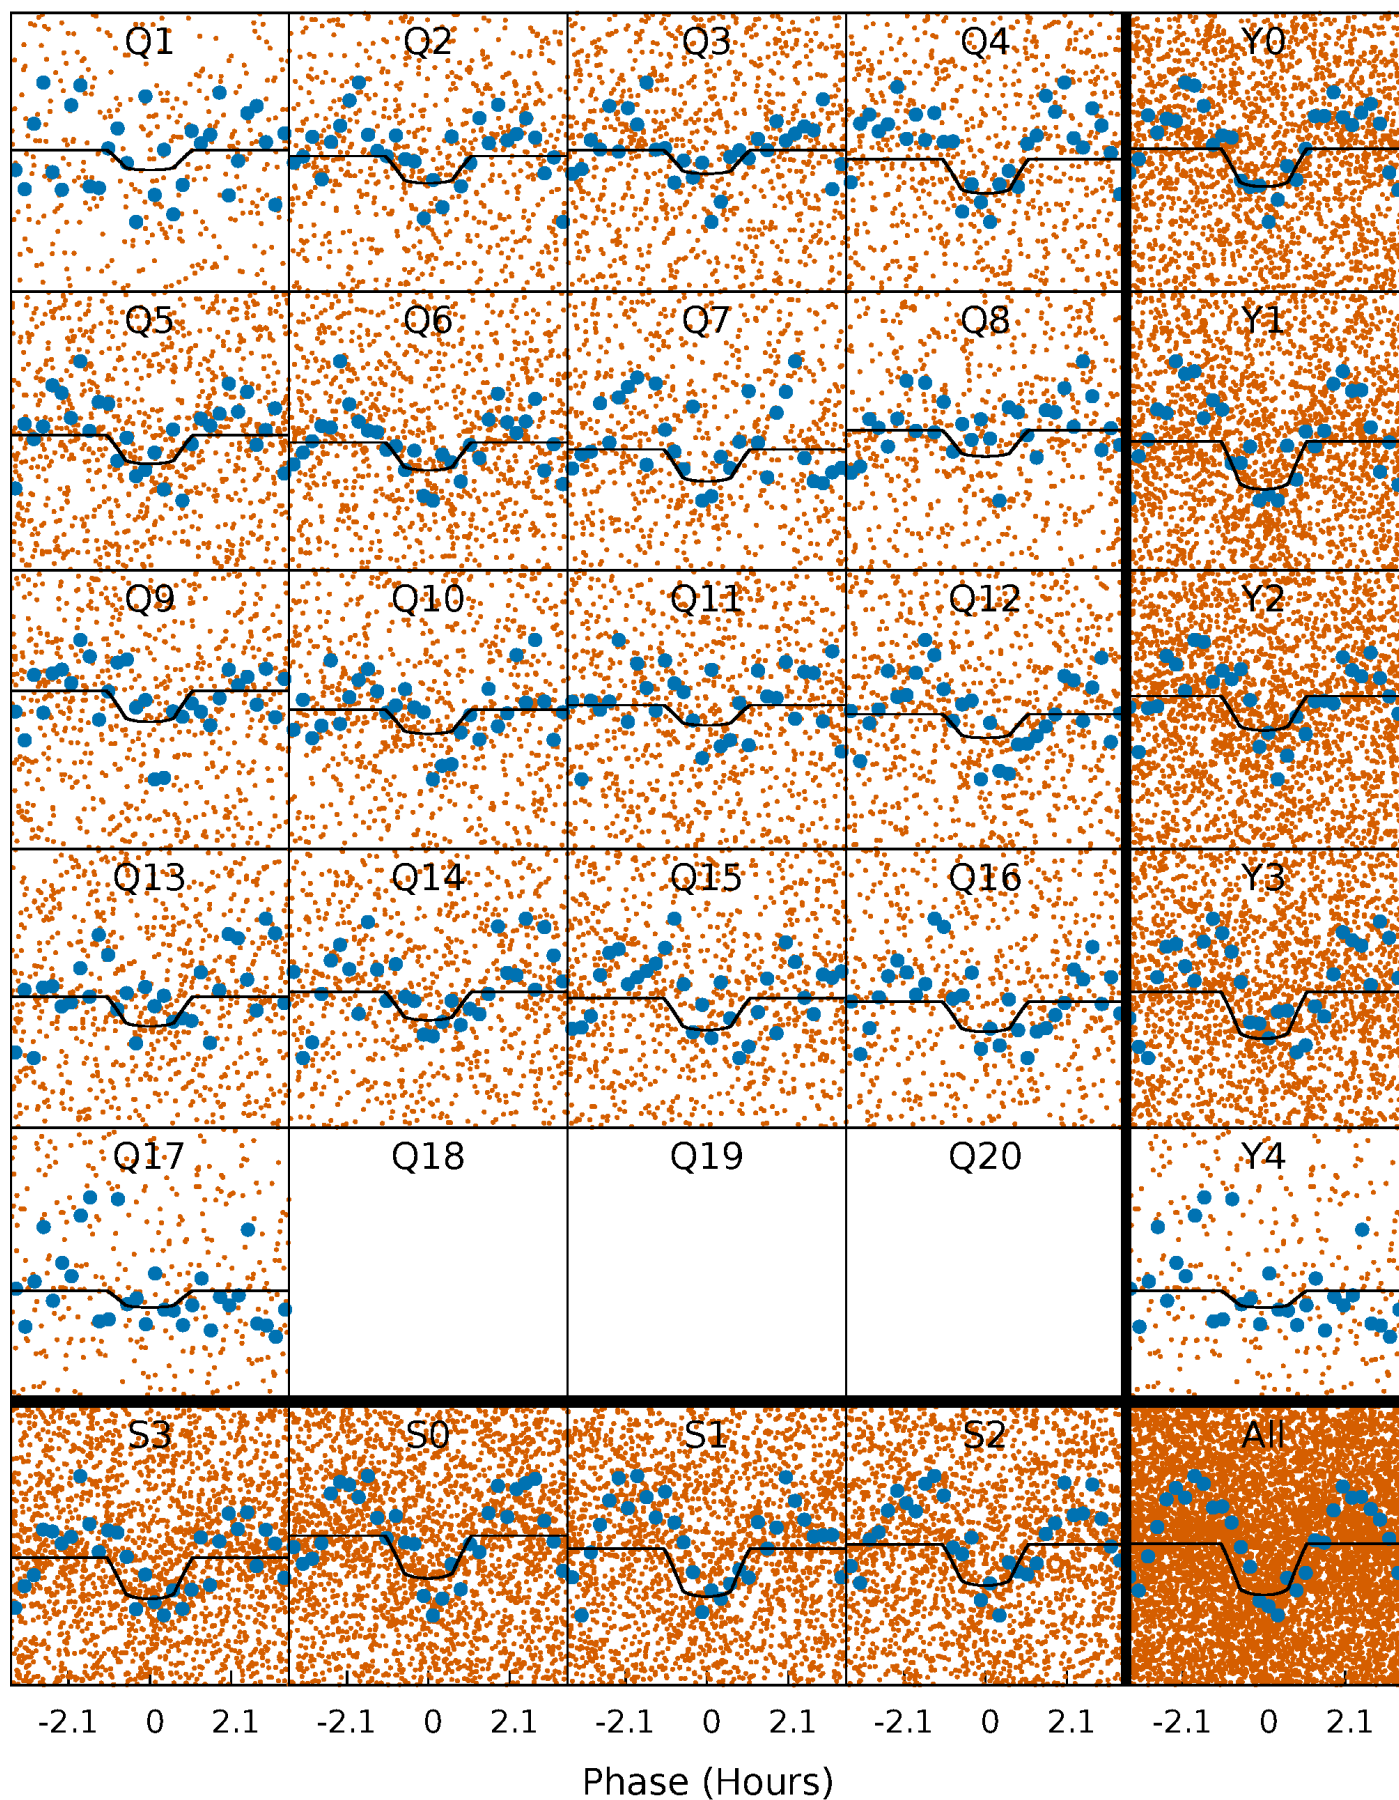 Q1 Q2 Q3 Q4 Y0
Q5 Q6 Q7 Q8 Y1
Q9 Q10 Q11 Q12 Y2
Q13 Q14 Q15 Q16 Y3
Q17 Q18 Q19 Q20 Y4
S3 S0 S1 S2 All
-2.1 0 2.1 -2.1 0 2.1 -2.1 0 2.1 -2.1 0 2.1 -2.1 0 2.1
Phase (Hours)